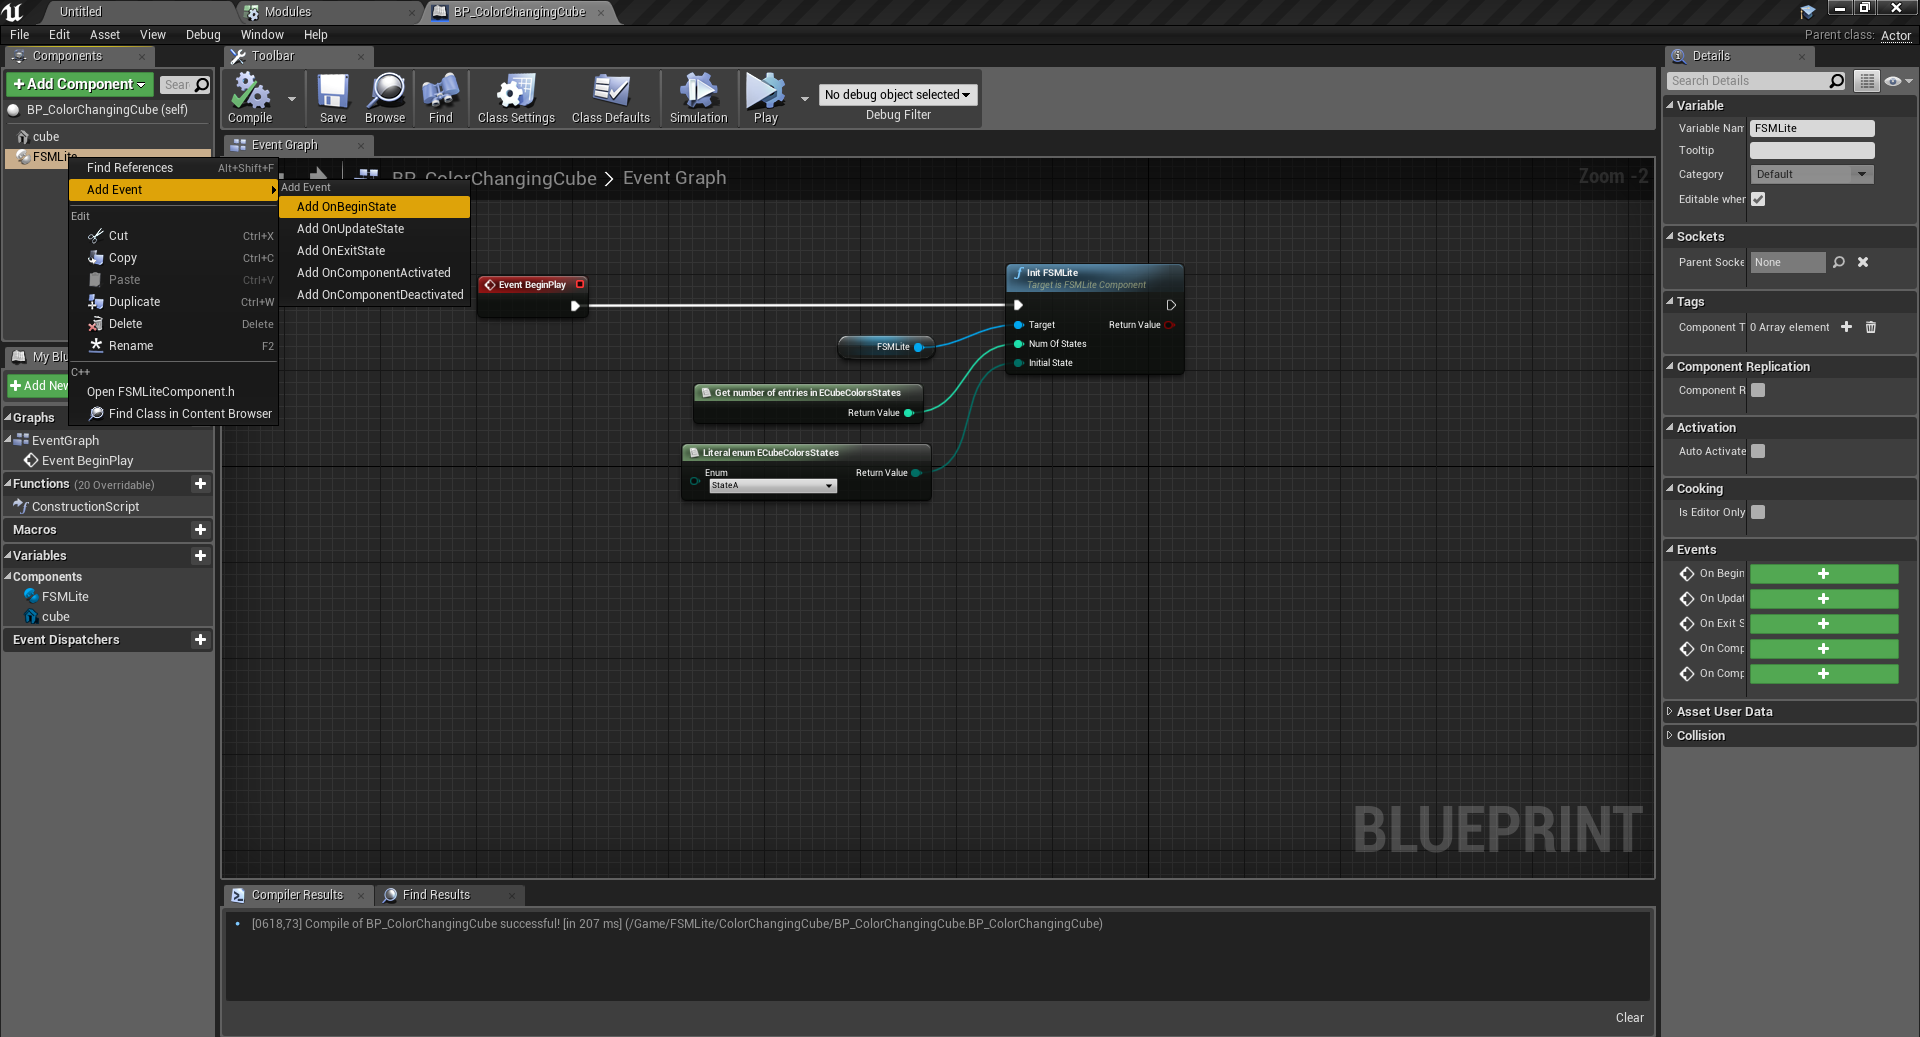 Untitled
Modules
BP_ColorChangingCube
File Edit Asset View Debug Window Help
Parent class: Actor
Components
Add Component
Sear
BP_ColorChangingCube (self)
cube
FSMLite
Find References Alt+Shift+F
Add Event
Edit
Cut Ctrl+X
Copy Ctrl+C
Paste Ctrl+V
Duplicate Ctrl+W
Delete Delete
Rename F2
C++
Open FSMLiteComponent.h
Find Class in Content Browser
Add Event
Add OnBeginState
Add OnUpdateState
Add OnExitState
Add OnComponentActivated
Add OnComponentDeactivated
My Blu
Add New
Graphs
EventGraph
Event BeginPlay
Functions (20 Overridable)
ConstructionScript
Macros
Variables
Components
FSMLite
cube
Event Dispatchers
Toolbar
Compile
Save
Browse
Find
Class Settings
Class Defaults
Simulation
Play
No debug object selected
Debug Filter
Event Graph
BP_ColorChangingCube > Event Graph
Zoom -2
Event BeginPlay
Init FSMLite
Target is FSMLite Component
Target
Return Value
Num Of States
Initial State
FSMLite
Get number of entries in ECubeColorsStates
Return Value
Literal enum ECubeColorsStates
Enum
Return Value
StateA
BLUEPRINT
Compiler Results
Find Results
[0618,73] Compile of BP_ColorChangingCube successful! [in 207 ms] (/Game/FSMLite/ColorChangingCube/BP_ColorChangingCube.BP_ColorChangingCube)
Clear
Details
Search Details
Variable
Variable Nam FSMLite
Tooltip
Category Default
Editable wher
Sockets
Parent Socke None
Tags
Component T 0 Array element
Component Replication
Component R
Activation
Auto Activate
Cooking
Is Editor Only
Events
On Begin
On Updat
On Exit S
On Comp
On Comp
Asset User Data
Collision